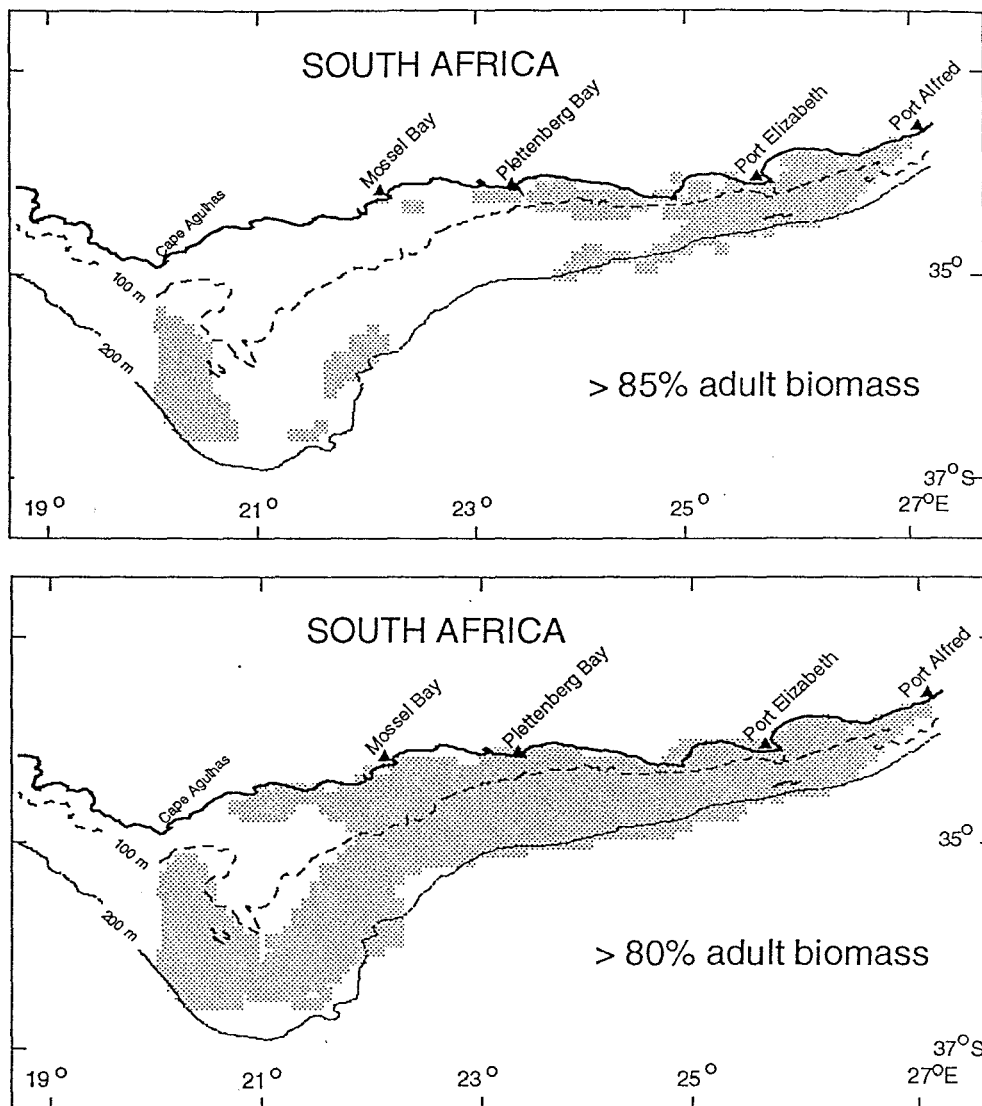 SOUTH AFRICA
Port Alfred
Port Elizabeth
Plettenberg Bay
Mossel Bay
Cape Agulhas
100 m
200 m
35°
> 85% adult biomass
37°S
19° 21° 23° 25° 27°E
SOUTH AFRICA
Port Alfred
Port Elizabeth
Plettenberg Bay
Mossel Bay
Cape Agulhas
100 m
200 m
35°
> 80% adult biomass
37°S
19° 21° 23° 25° 27°E